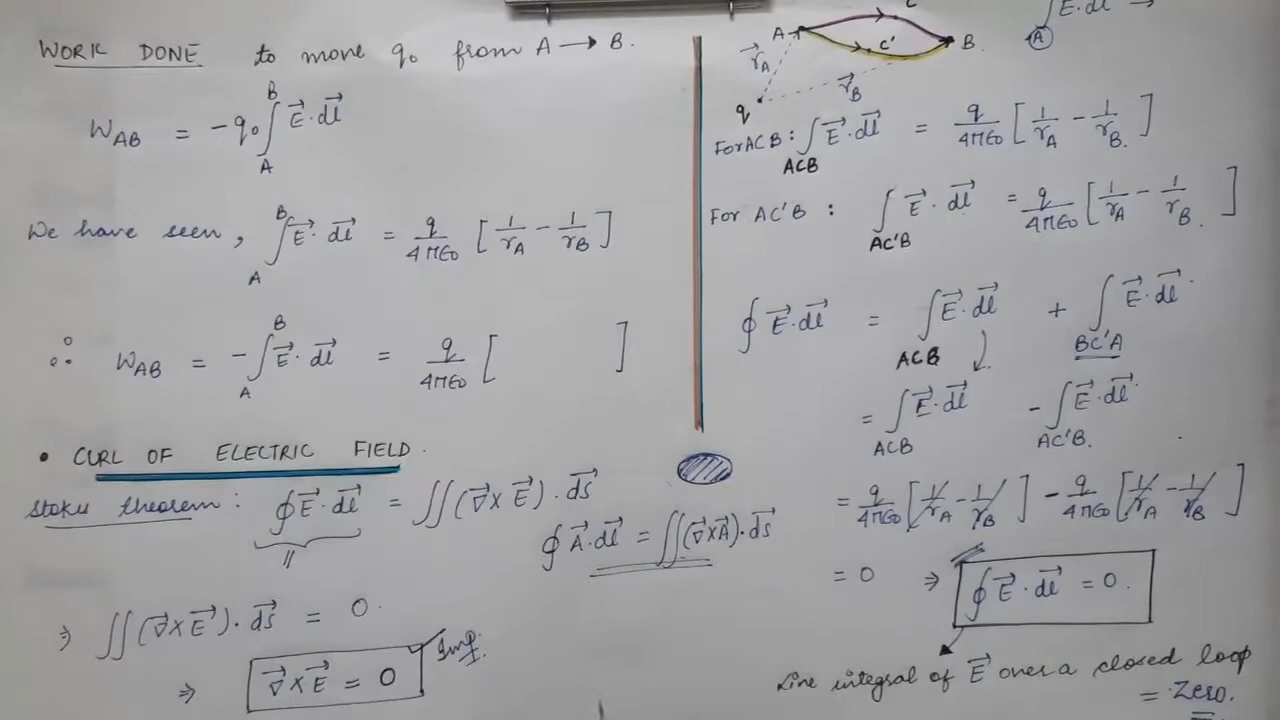 WORK DONE to move q₀ from A → B.
W_AB = -q₀ ∫_A^B E⃗·dl⃗
We have seen, ∫_A^B E⃗·dl⃗ = q/4πε₀ [1/r_A - 1/r_B]
∴ W_AB = -∫_A^B E⃗·dl⃗ = q/4πε₀ [ ]
• CURL OF ELECTRIC FIELD.
Stokes theorem: ∮E⃗·dl⃗ = ∬(∇⃗×E⃗)·ds⃗
∮A⃗·dl⃗ = ∬(∇⃗×A⃗)·ds⃗
⇒ ∬(∇⃗×E⃗)·ds⃗ = 0.
⇒ ∇⃗×E⃗ = 0 Imp.
A C B.
C'
r⃗_A r⃗_B
q
∫E⃗·dl⃗ →
A
For ACB: ∫_ACB E⃗·dl⃗ = q/4πε₀ [1/r_A - 1/r_B.]
For AC'B: ∫_AC'B E⃗·dl⃗ = q/4πε₀ [1/r_A - 1/r_B.]
∮E⃗·dl⃗ = ∫_ACB E⃗·dl⃗ + ∫_BC'A E⃗·dl⃗.
= ∫_ACB E⃗·dl⃗ - ∫_AC'B. E⃗·dl⃗
= q/4πε₀ [1/r_A - 1/r_B] - q/4πε₀ [1/r_A - 1/r_B]
= 0 ⇒ ∮E⃗·dl⃗ = 0.
Line integral of E⃗ over a closed loop
= Zero.